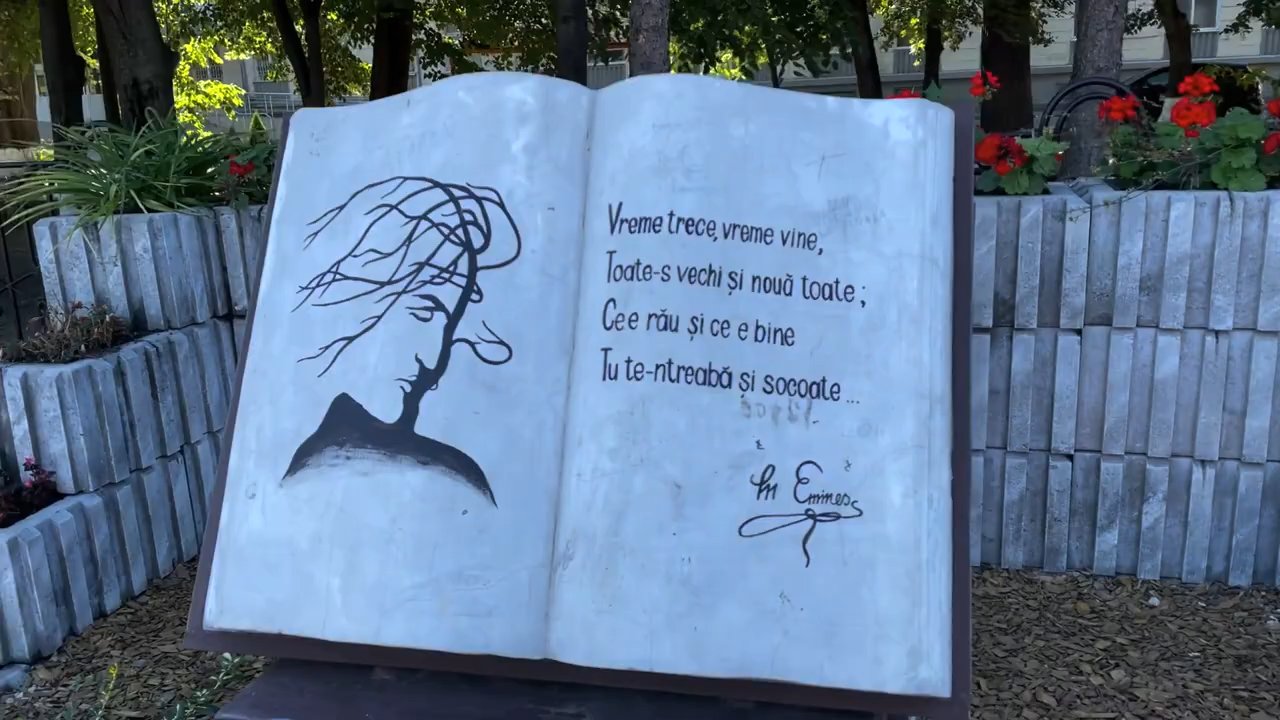 Vreme trece, vreme vine,
Toate-s vechi și nouă toate;
Ce e rău și ce e bine
Tu te-ntreabă și socoate...
M Eminesc